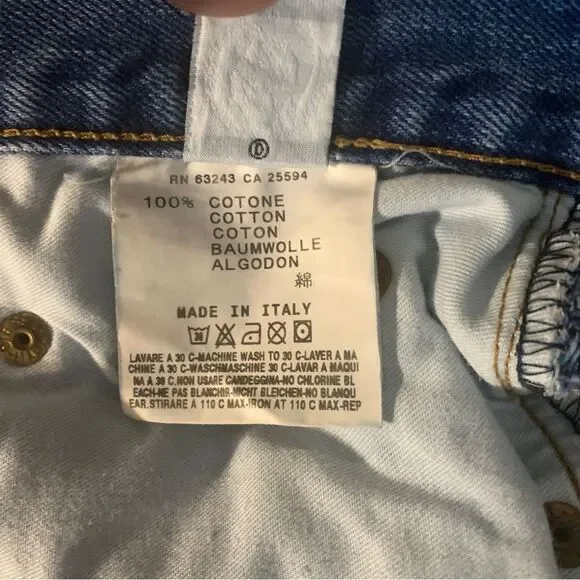 D
RN 63243 CA 25594
100% COTONE
COTTON
COTON
BAUMWOLLE
ALGODON
綿
MADE IN ITALY
LAVARE A 30 C-MACHINE WASH TO 30 C-LAVER A MA
CHINE A 30 C-WASCHMASCHINE 30 C-LAVAR A MAQUI
NA A 30 C.NON USARE CANDEGGINA-NO CHLORINE BL
EACH-NE PAS BLANCHIR-NICHT BLEICHEN-NO BLANQU
EAR.STIRARE A 110 C MAX-IRON AT 110 C MAX-REP